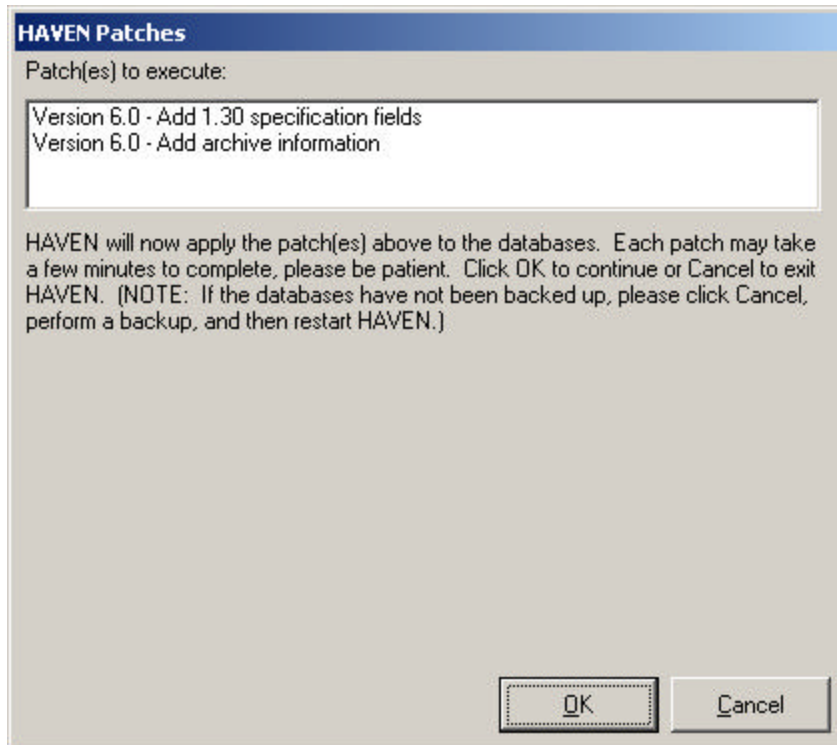 HAVEN Patches
Patch(es) to execute:
Version 6.0 - Add 1.30 specification fields
Version 6.0 - Add archive information
HAVEN will now apply the patch(es) above to the databases.  Each patch may take
a few minutes to complete, please be patient.  Click OK to continue or Cancel to exit
HAVEN.  (NOTE:  If the databases have not been backed up, please click Cancel,
perform a backup, and then restart HAVEN.)
OK
Cancel